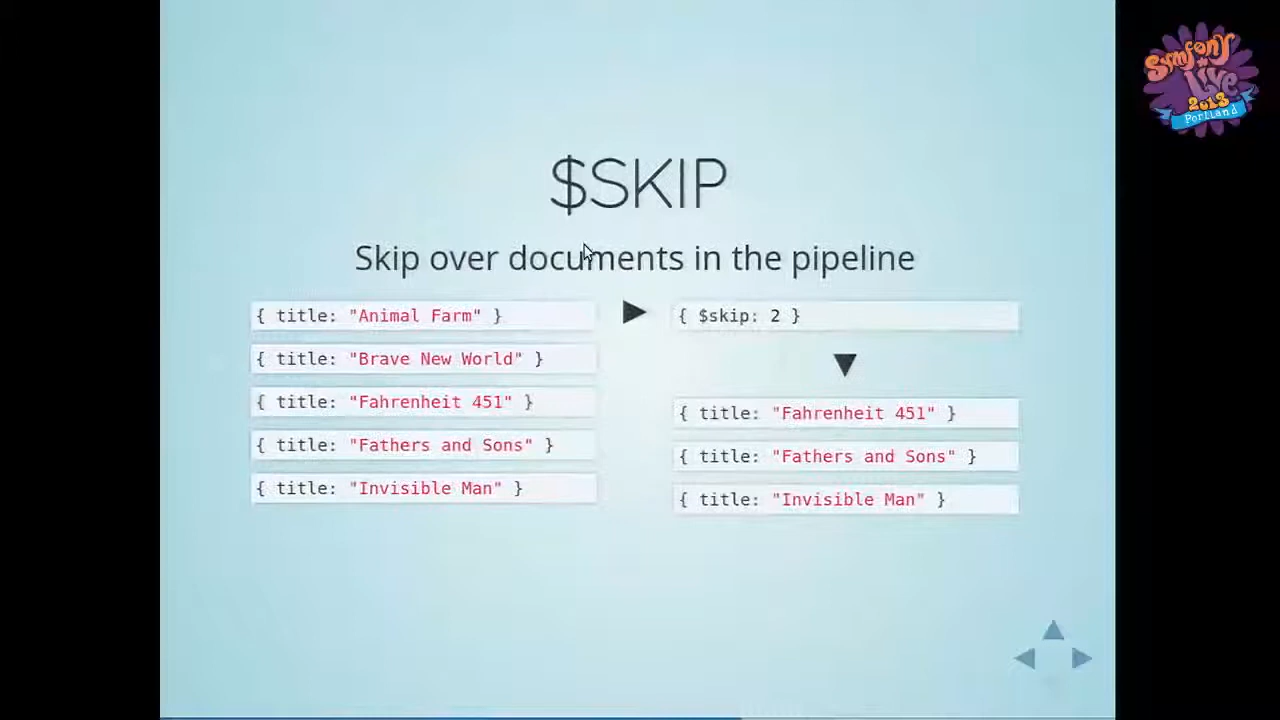 Symfony
Live
2013
Portland
$SKIP
Skip over documents in the pipeline
{ title: "Animal Farm" }
{ title: "Brave New World" }
{ title: "Fahrenheit 451" }
{ title: "Fathers and Sons" }
{ title: "Invisible Man" }
{ $skip: 2 }
{ title: "Fahrenheit 451" }
{ title: "Fathers and Sons" }
{ title: "Invisible Man" }